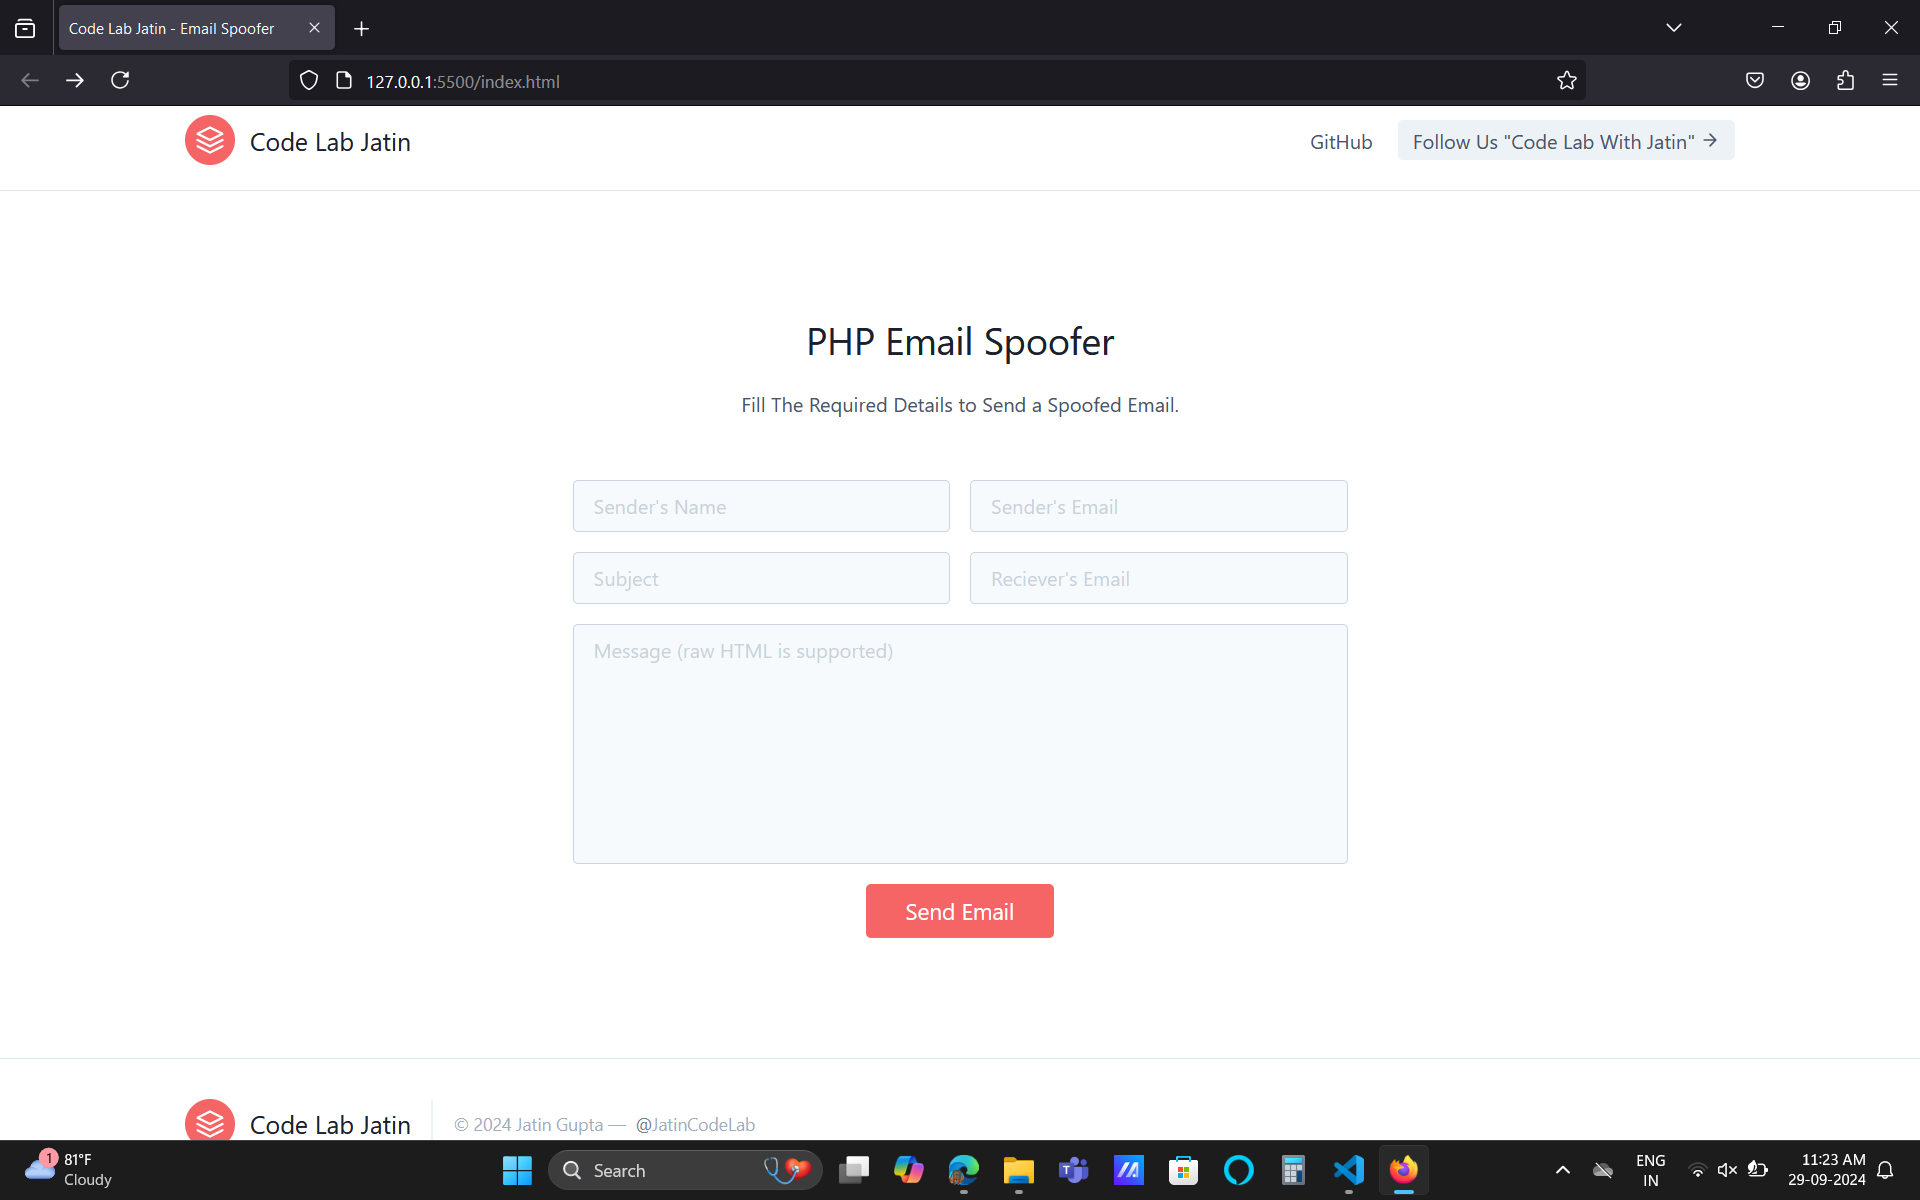 Code Lab Jatin - Email Spoofer
127.0.0.1:5500/index.html
Code Lab Jatin
GitHub
Follow Us "Code Lab With Jatin" →
PHP Email Spoofer
Fill The Required Details to Send a Spoofed Email.
Sender's Name
Sender's Email
Subject
Reciever's Email
Message (raw HTML is supported)
Send Email
Code Lab Jatin
© 2024 Jatin Gupta — @JatinCodeLab
1
81°F
Cloudy
Search
ENG
IN
11:23 AM
29-09-2024